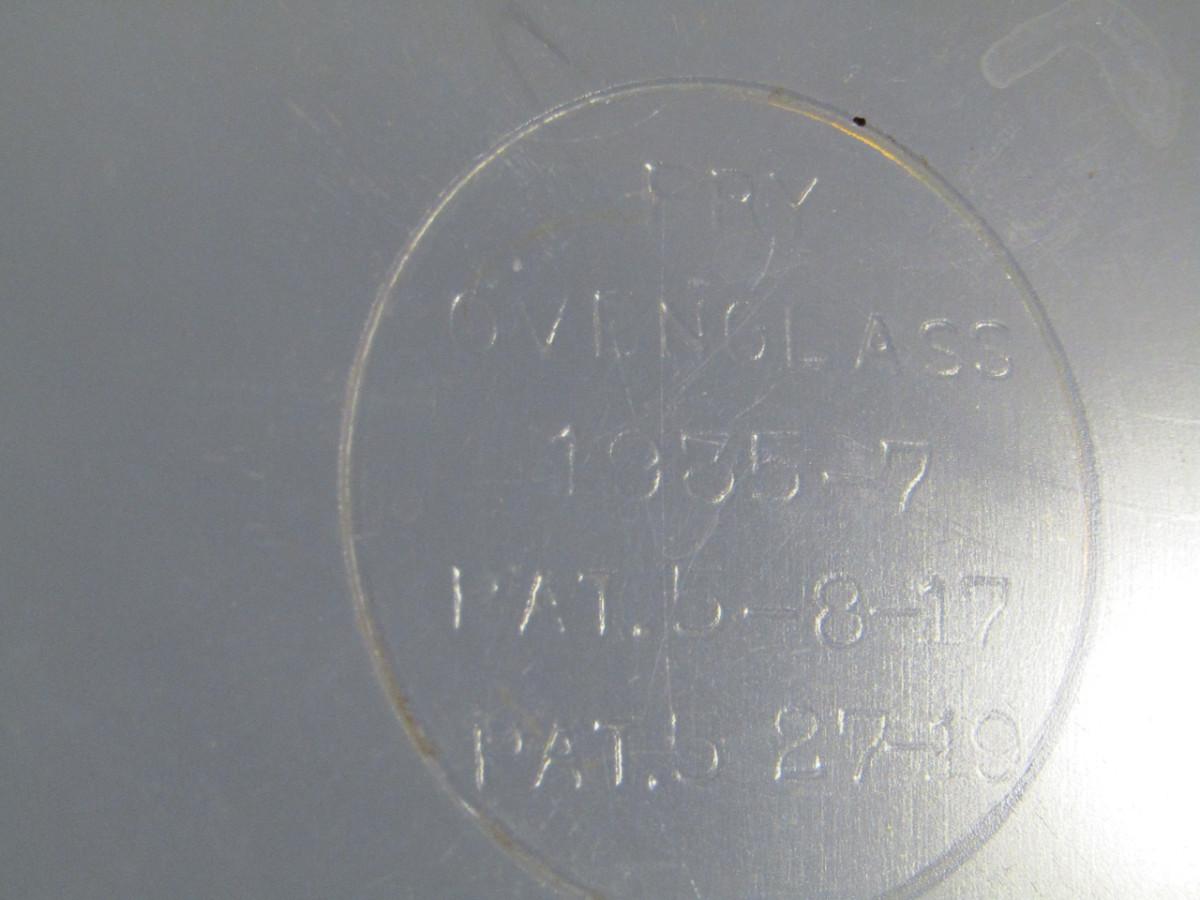 FRY
OVENGLASS
1935-7
PAT.5-8-17
PAT.5 27-19